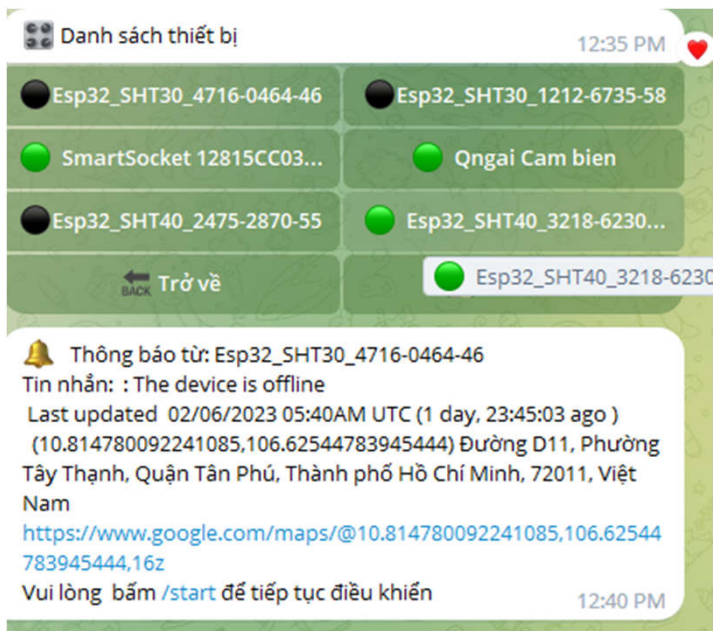 Danh sách thiết bị
12:35 PM
Esp32_SHT30_4716-0464-46
Esp32_SHT30_1212-6735-58
SmartSocket 12815CC03...
Qngai Cam bien
Esp32_SHT40_2475-2870-55
Esp32_SHT40_3218-6230...
BACK Trở về
Esp32_SHT40_3218-6230
Thông báo từ: Esp32_SHT30_4716-0464-46
Tin nhắn: : The device is offline
Last updated 02/06/2023 05:40AM UTC (1 day, 23:45:03 ago )
(10.814780092241085,106.62544783945444) Đường D11, Phường
Tây Thạnh, Quận Tân Phú, Thành phố Hồ Chí Minh, 72011, Việt
Nam
https://www.google.com/maps/@10.814780092241085,106.62544
783945444,16z
Vui lòng bấm /start để tiếp tục điều khiển
12:40 PM